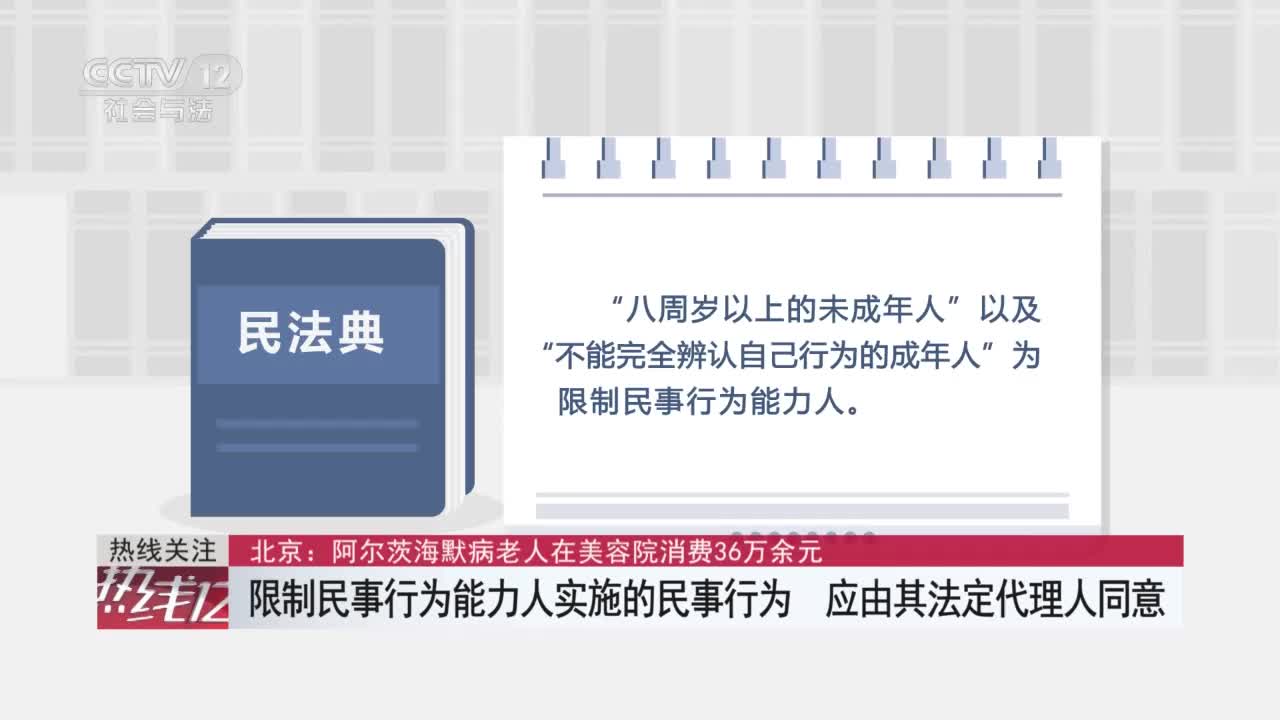 CCTV 12
社会与法
民法典
“八周岁以上的未成年人”以及
“不能完全辨认自己行为的成年人”为
限制民事行为能力人。
热线关注
北京：阿尔茨海默病老人在美容院消费36万余元
热线12
限制民事行为能力人实施的民事行为 应由其法定代理人同意